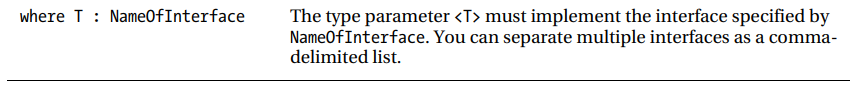 where T : NameOfInterface The type parameter <T> must implement the interface specified by
NameOfInterface. You can separate multiple interfaces as a comma-
delimited list.